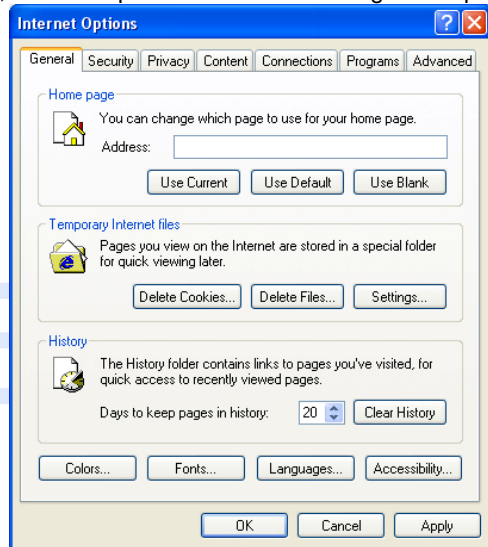 Internet Options
General Security Privacy Content Connections Programs Advanced
Home page
You can change which page to use for your home page.
Address:
Use Current Use Default Use Blank
Temporary Internet files
Pages you view on the Internet are stored in a special folder
for quick viewing later.
Delete Cookies... Delete Files... Settings...
History
The History folder contains links to pages you've visited, for
quick access to recently viewed pages.
Days to keep pages in history: 20 Clear History
Colors... Fonts... Languages... Accessibility...
OK Cancel Apply